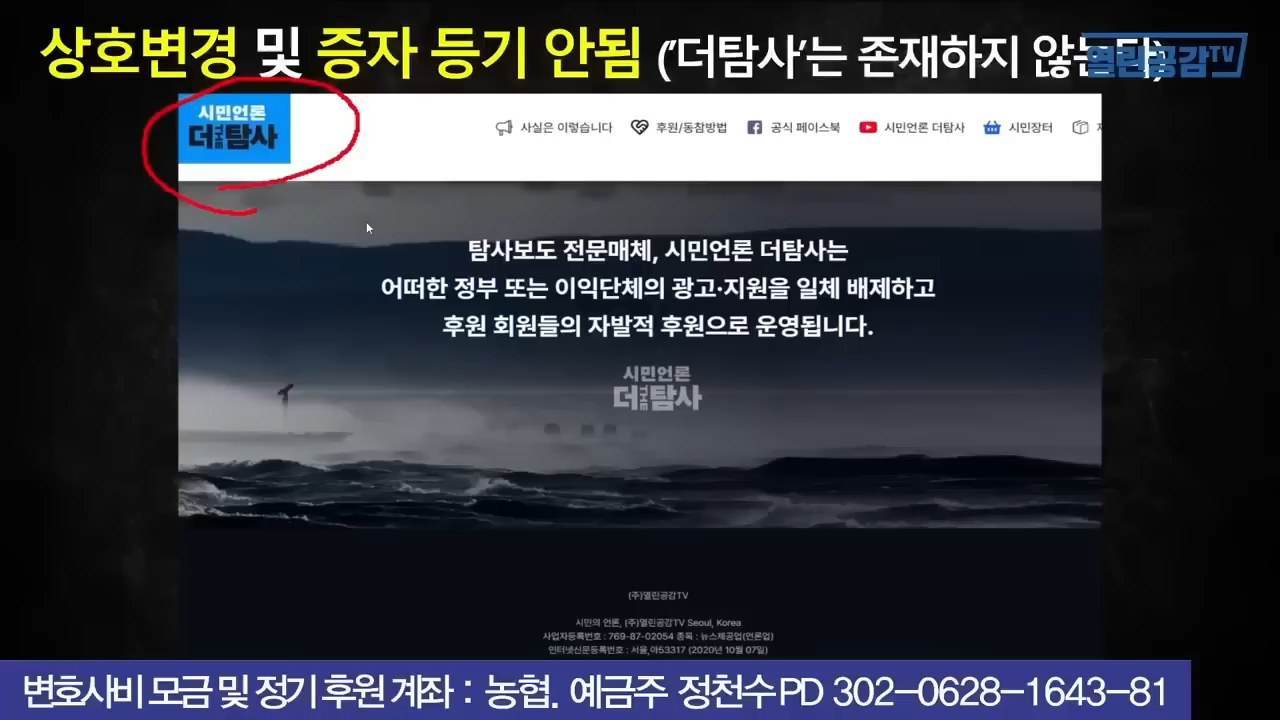 상호변경 및 증자 등기 안됨 ('더탐사'는 존재하지 않는다)
열린공감TV
시민언론
더탐사
THE
사실은 이렇습니다 후원/동참방법 공식 페이스북 시민언론 더탐사 시민장터
탐사보도 전문매체, 시민언론 더탐사는
어떠한 정부 또는 이익단체의 광고·지원을 일체 배제하고
후원 회원들의 자발적 후원으로 운영됩니다.
시민언론
더탐사
THE
(주)열린공감TV
시민의 언론, (주)열린공감TV Seoul, Korea
사업자등록번호 : 769-87-02054 종목 : 뉴스제공업(언론업)
인터넷신문등록번호 : 서울,아53317 (2020년 10월 07일)
변호사비 모금 및 정기 후원 계좌 : 농협. 예금주 정천수PD 302-0628-1643-81